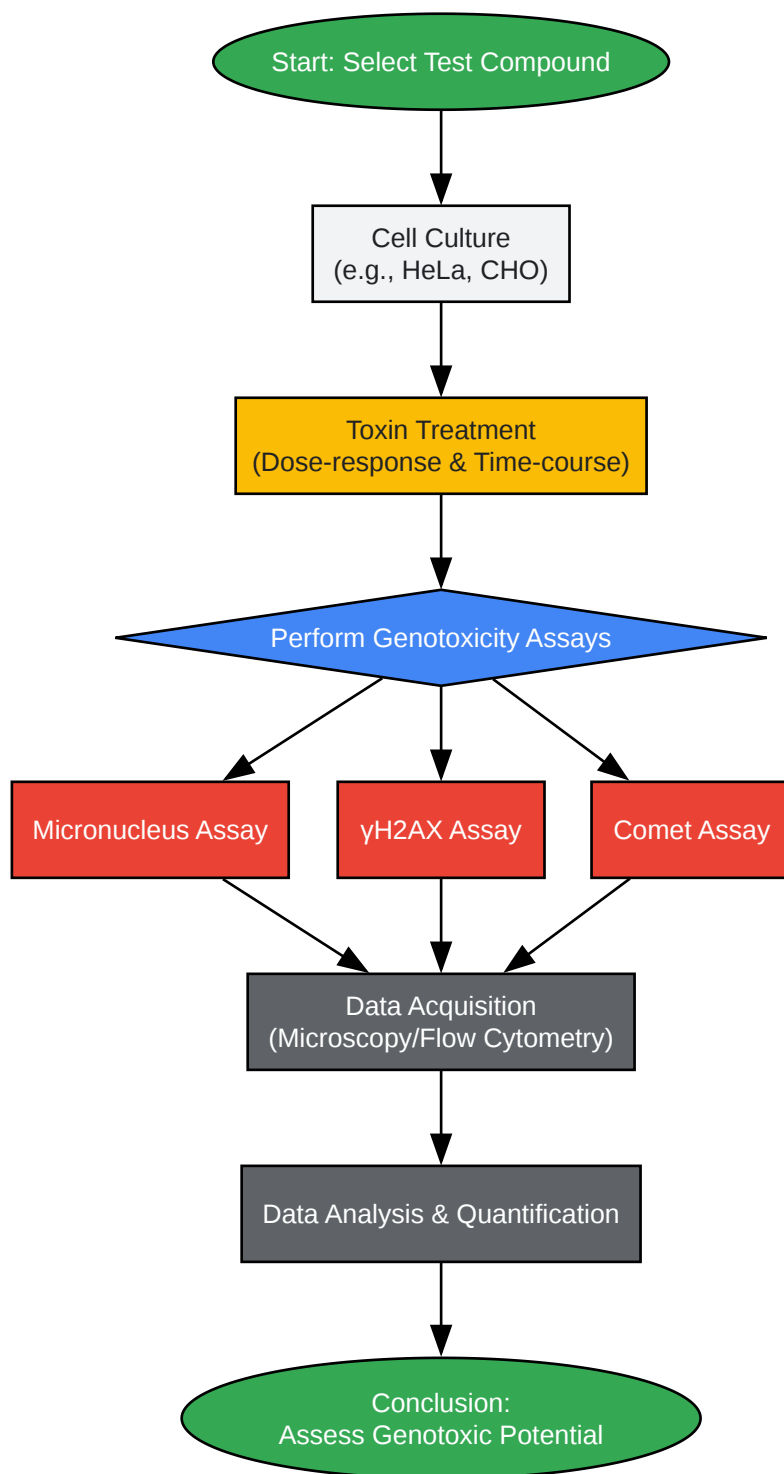 Start: Select Test Compound
Cell Culture
(e.g., HeLa, CHO)
Toxin Treatment
(Dose-response & Time-course)
Perform Genotoxicity Assays
Micronucleus Assay
γH2AX Assay
Comet Assay
Data Acquisition
(Microscopy/Flow Cytometry)
Data Analysis & Quantification
Conclusion:
Assess Genotoxic Potential